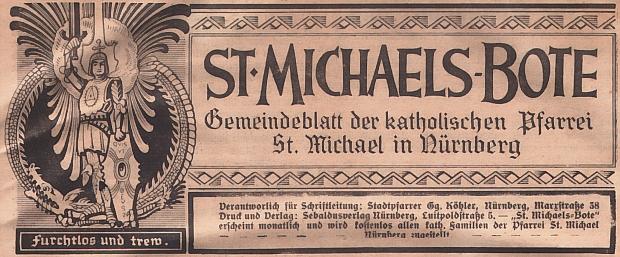 ST·MICHAELS-BOTE
Gemeindeblatt der katholischen Pfarrei
St. Michael in Nürnberg
Furchtlos und treu.
Verantworlich für Schriftleitung: Stadtpfarrer Gg. Köhler, Nürnberg, Marxstraße 38
Druck und Verlag: Sebaldusverlag Nürnberg, Luitpoldstraße 5. — „St. Michaels=Bote"
erscheint monatlich und wird kostenlos allen kath. Familien der Pfarrei St. Michael
Nürnberg zugestellt